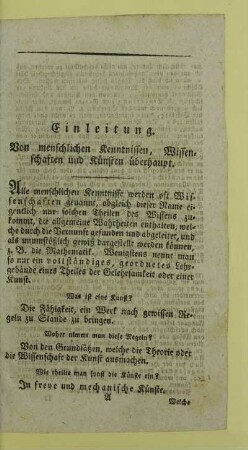 Einleitung.
Von menschlichen Kenntnissen, Wissen-
schaften und Künsten überhaupt.
Alle menschlichen Kenntnisse werden oft Wis-
senschaften genannt, obgleich dieser Name ei-
gentlich nur solchen Theilen des Wissens zu-
kommt, die allgemeine Wahrheiten enthalten, wel-
che durch die Vernunft gefunden und abgeleitet, und
als unumstößlich gewiß dargestellt werden können,
z. B. die Mathematik. Wenigstens nennt man
so nur ein vollständiges, geordnetes Lehr-
gebäude eines Theiles der Gelehrsamkeit oder einer
Kunst.
Was ist eine Kunst?
Die Fähigkeit, ein Werk nach gewissen Re-
geln zu Stande zu bringen.
Woher nimmt man diese Regeln?
Von den Grundsätzen, welche die Theorie oder
die Wissenschaft der Kunst ausmachen.
Wie theilte man sonst die Künste ein?
In freye und mechanische Künste.
A
Welche